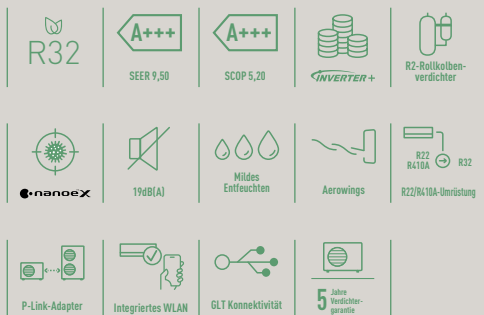 R32
A+++
SEER 9,50
A+++
SCOP 5,20
INVERTER+
R2-Rollkolben-
verdichter
nanoeX
19dB(A)
Mildes
Entfeuchten
Aerowings
R22
R410A
R32
R22/R410A-Umrüstung
P-Link-Adapter
Integriertes WLAN
GLT Konnektivität
5 Jahre
Verdichter-
garantie